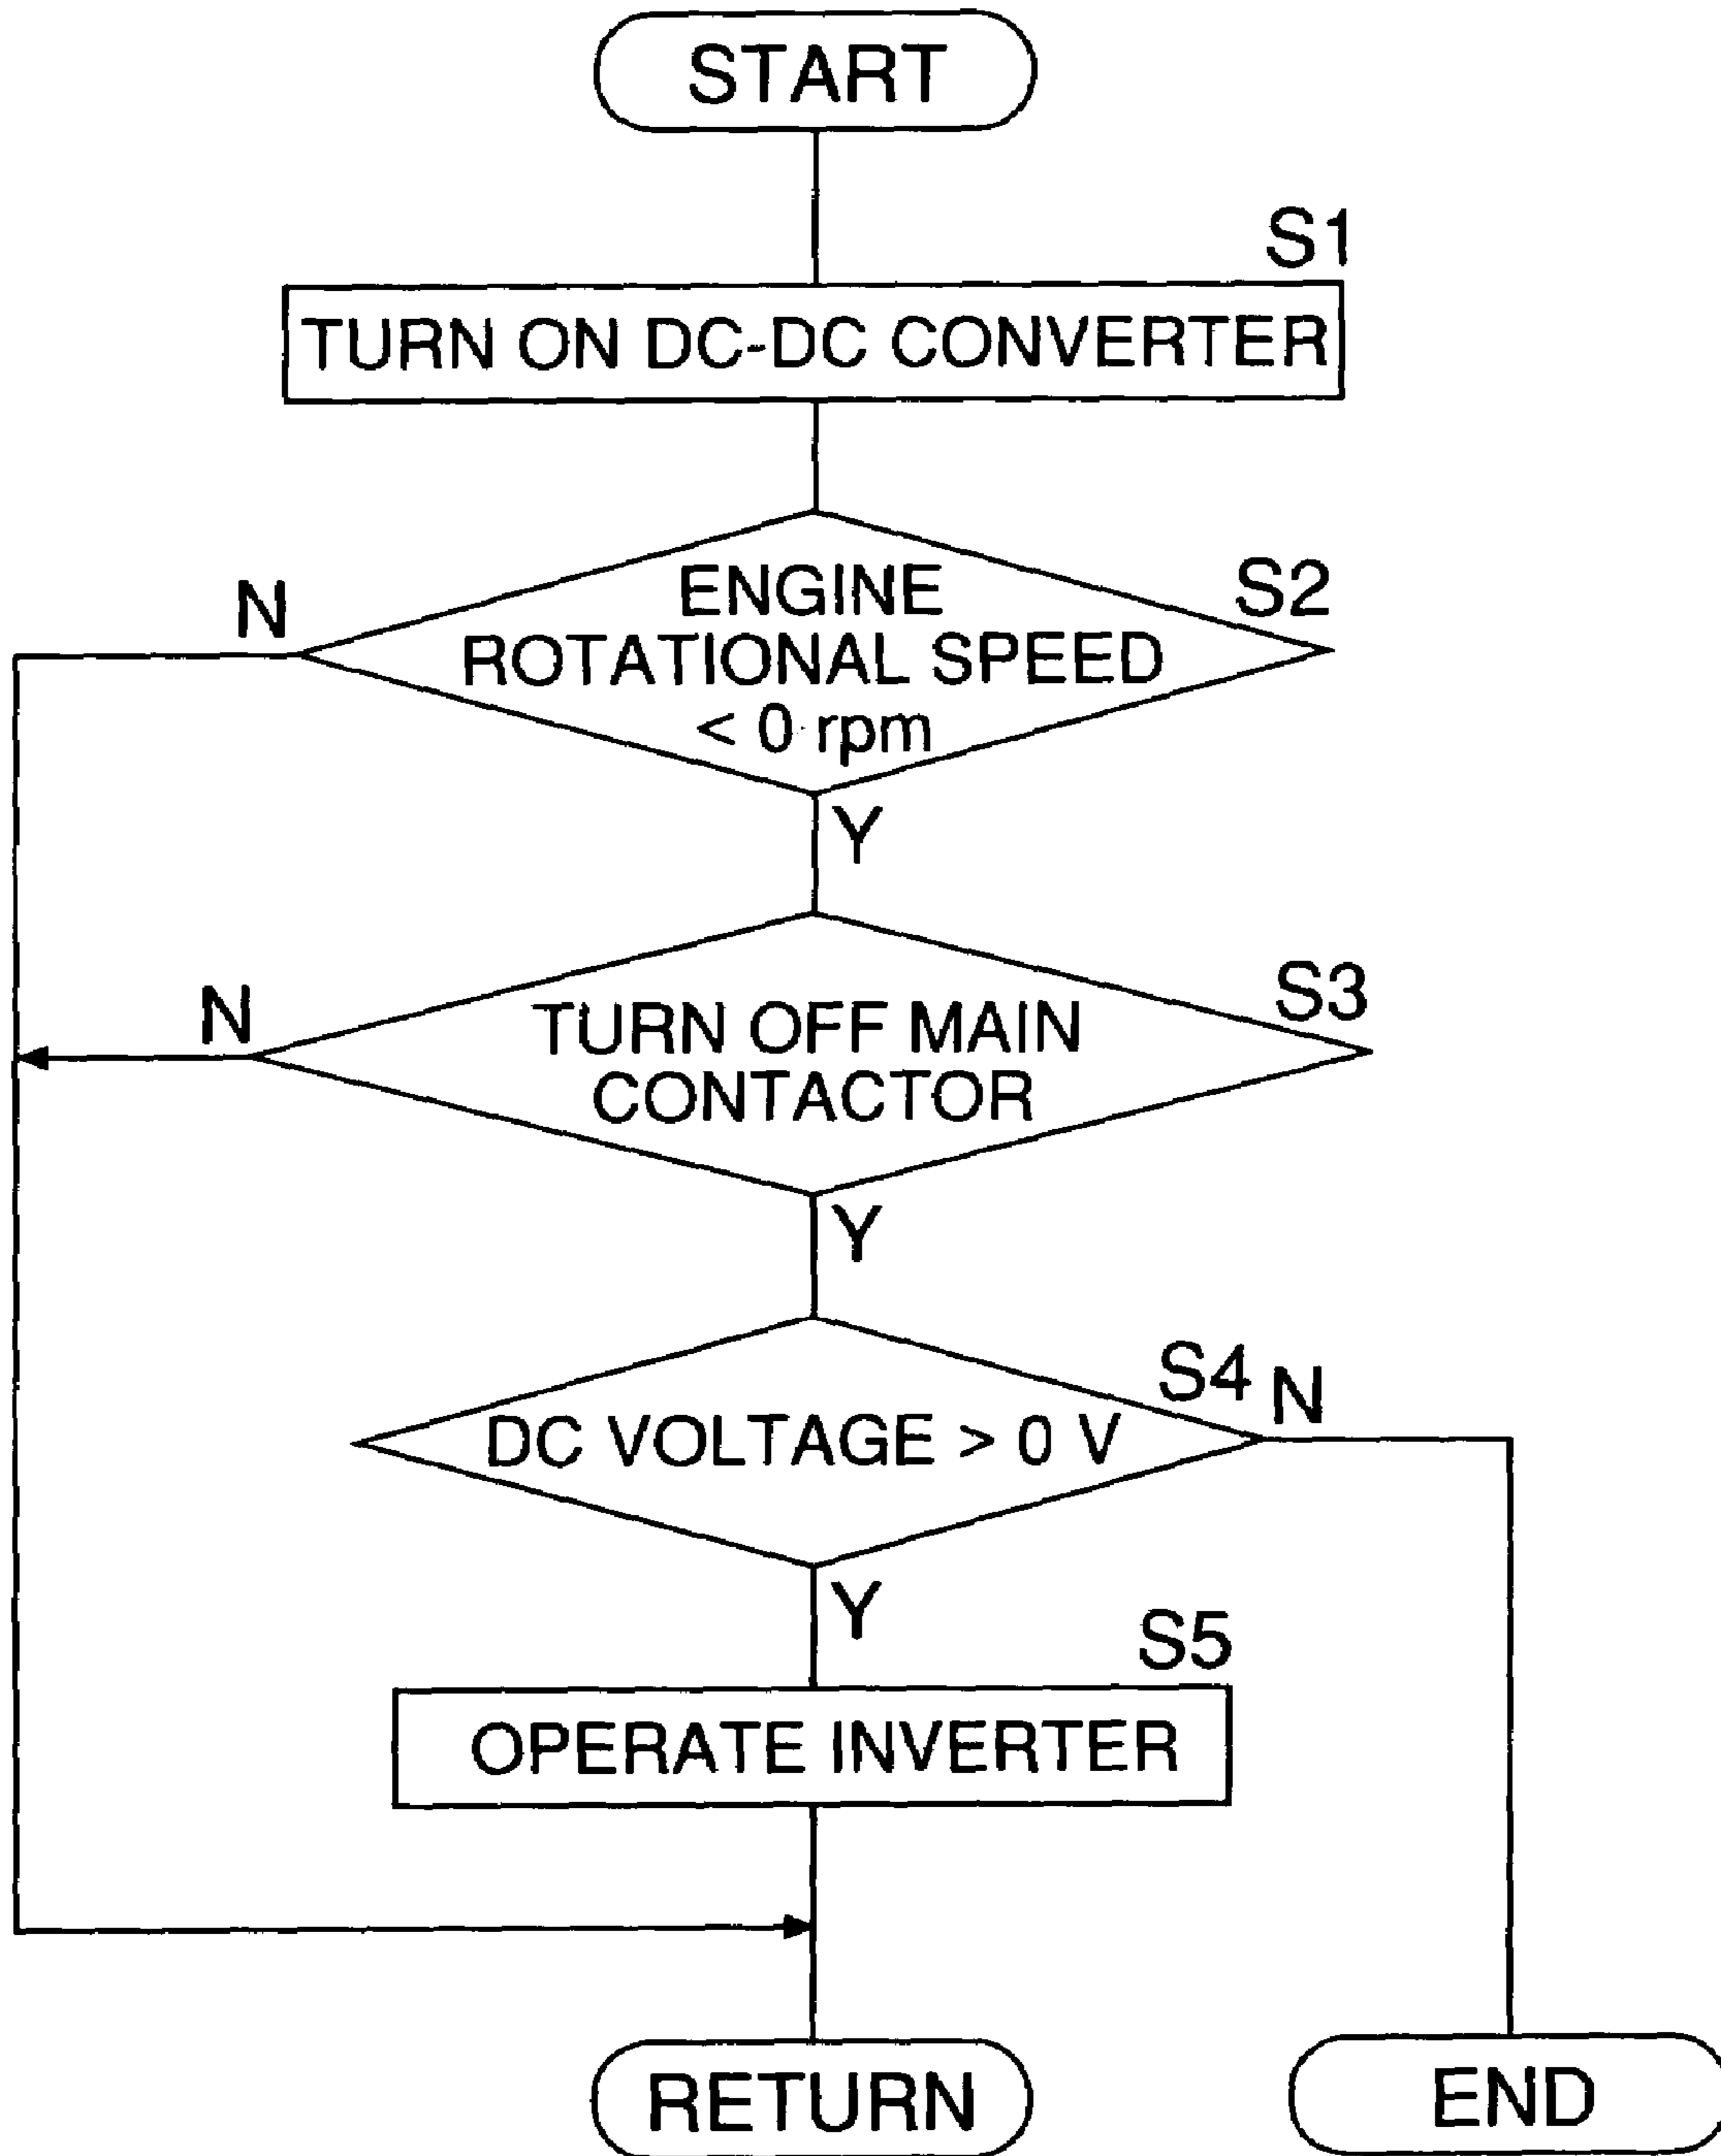 START
S1
TURN ON DC-DC CONVERTER
S2
N
ENGINE
ROTATIONAL SPEED
< 0 rpm
Y
S3
N
TURN OFF MAIN
CONTACTOR
Y
S4 N
DC VOLTAGE > 0 V
Y
S5
OPERATE INVERTER
RETURN
END